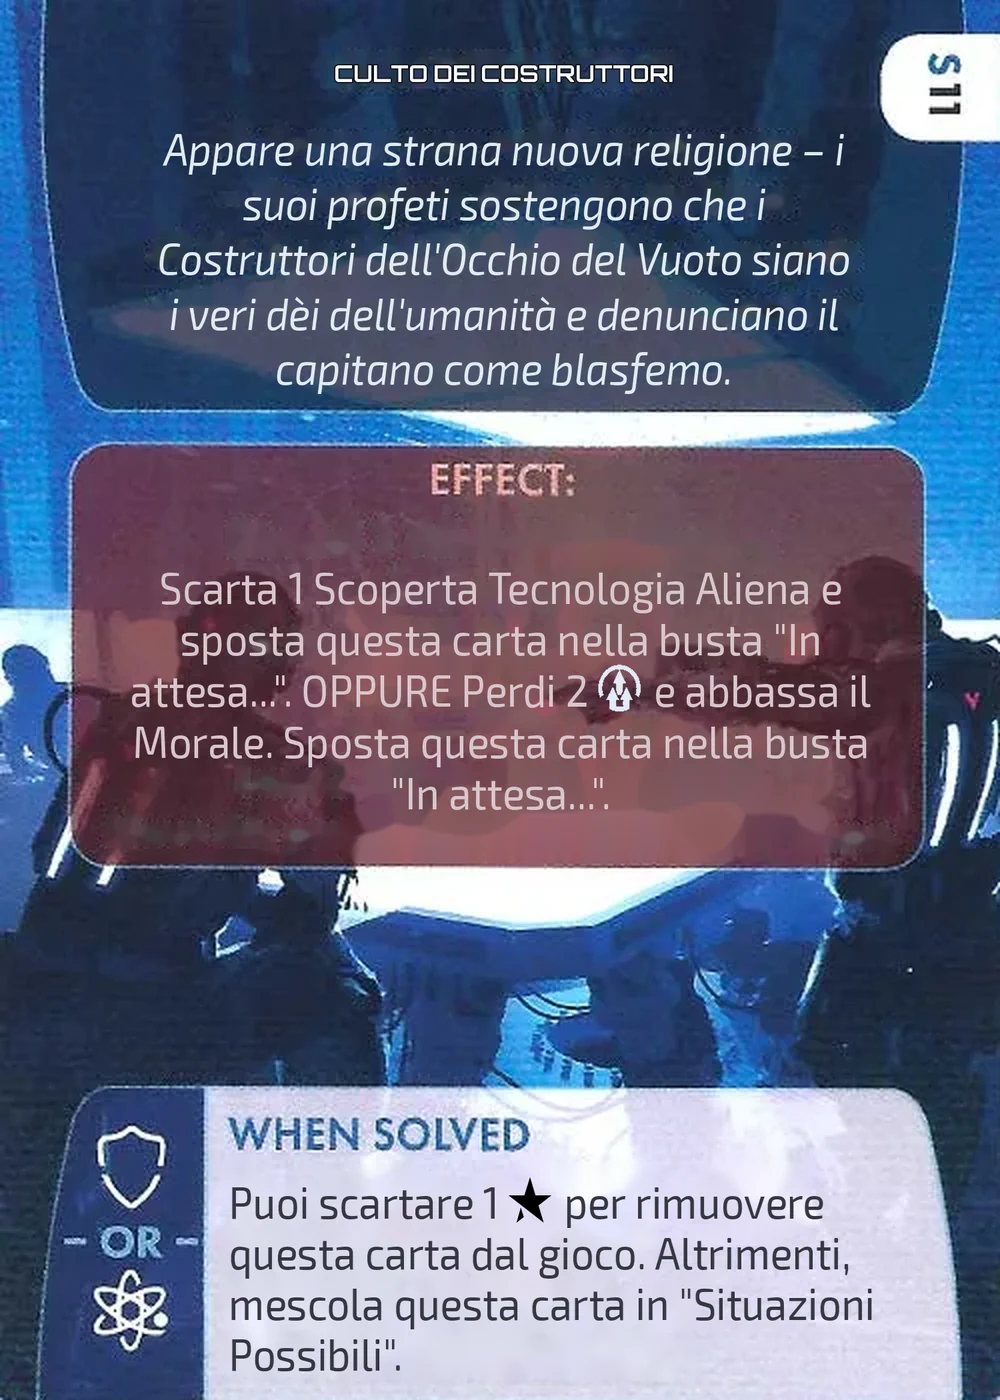 CULTO DEI COSTRUTTORI
S11
Appare una strana nuova religione – i
suoi profeti sostengono che i
Costruttori dell'Occhio del Vuoto siano
i veri dèi dell'umanità e denunciano il
capitano come blasfemo.
EFFECT:
Scarta 1 Scoperta Tecnologia Aliena e
sposta questa carta nella busta "In
attesa...". OPPURE Perdi 2 e abbassa il
Morale. Sposta questa carta nella busta
"In attesa...".
- OR -
WHEN SOLVED
Puoi scartare 1 ★ per rimuovere
questa carta dal gioco. Altrimenti,
mescola questa carta in "Situazioni
Possibili".